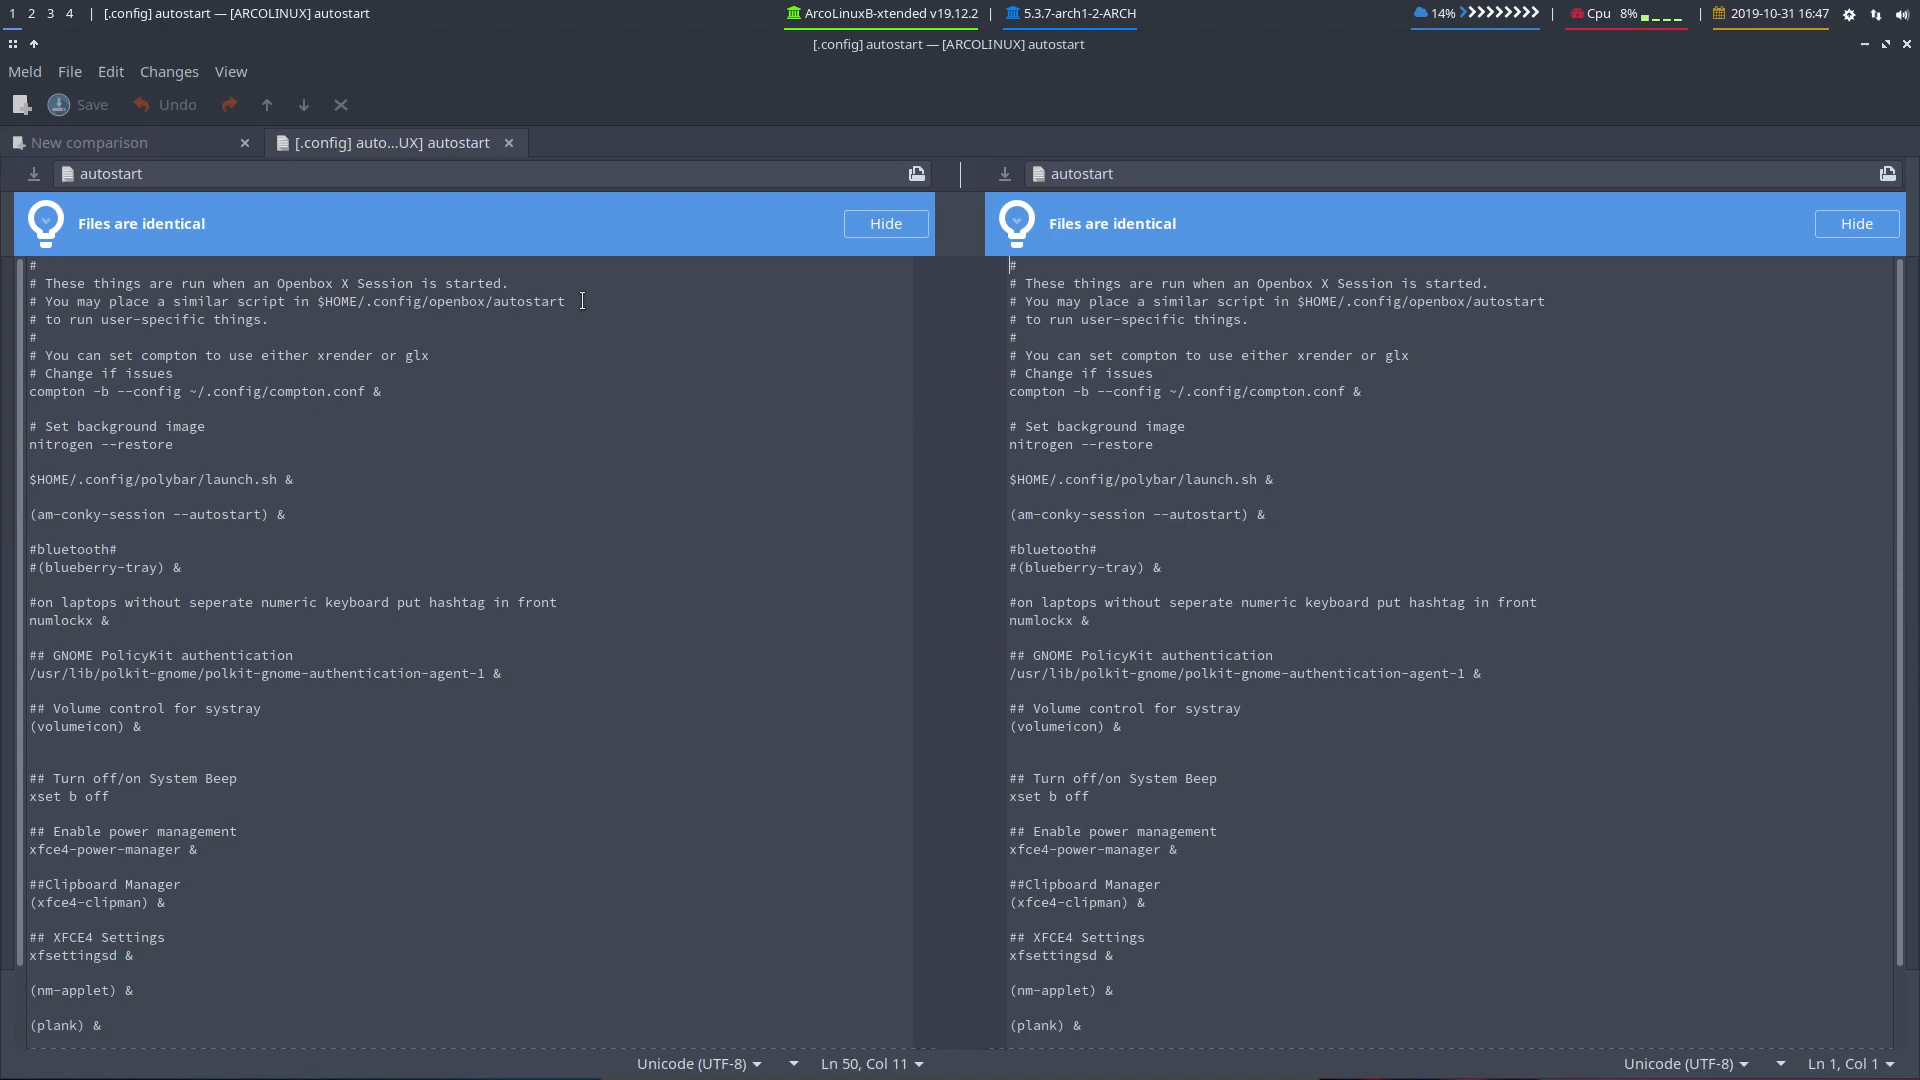 1 2 3 4 | [.config] autostart — [ARCOLINUX] autostart
ArcoLinuxB-xtended v19.12.2 | 5.3.7-arch1-2-ARCH
14% | Cpu 8% | 2019-10-31 16:47
[.config] autostart — [ARCOLINUX] autostart
Meld File Edit Changes View
Save Undo
New comparison
[.config] auto...UX] autostart
autostart
Files are identical
Hide
#
# These things are run when an Openbox X Session is started.
# You may place a similar script in $HOME/.config/openbox/autostart
# to run user-specific things.
#
# You can set compton to use either xrender or glx
# Change if issues
compton -b --config ~/.config/compton.conf &
# Set background image
nitrogen --restore
$HOME/.config/polybar/launch.sh &
(am-conky-session --autostart) &
#bluetooth#
#(blueberry-tray) &
#on laptops without seperate numeric keyboard put hashtag in front
numlockx &
## GNOME PolicyKit authentication
/usr/lib/polkit-gnome/polkit-gnome-authentication-agent-1 &
## Volume control for systray
(volumeicon) &
## Turn off/on System Beep
xset b off
## Enable power management
xfce4-power-manager &
##Clipboard Manager
(xfce4-clipman) &
## XFCE4 Settings
xfsettingsd &
(nm-applet) &
(plank) &
Unicode (UTF-8) Ln 50, Col 11
autostart
Files are identical
Hide
#
# These things are run when an Openbox X Session is started.
# You may place a similar script in $HOME/.config/openbox/autostart
# to run user-specific things.
#
# You can set compton to use either xrender or glx
# Change if issues
compton -b --config ~/.config/compton.conf &
# Set background image
nitrogen --restore
$HOME/.config/polybar/launch.sh &
(am-conky-session --autostart) &
#bluetooth#
#(blueberry-tray) &
#on laptops without seperate numeric keyboard put hashtag in front
numlockx &
## GNOME PolicyKit authentication
/usr/lib/polkit-gnome/polkit-gnome-authentication-agent-1 &
## Volume control for systray
(volumeicon) &
## Turn off/on System Beep
xset b off
## Enable power management
xfce4-power-manager &
##Clipboard Manager
(xfce4-clipman) &
## XFCE4 Settings
xfsettingsd &
(nm-applet) &
(plank) &
Unicode (UTF-8) Ln 1, Col 1